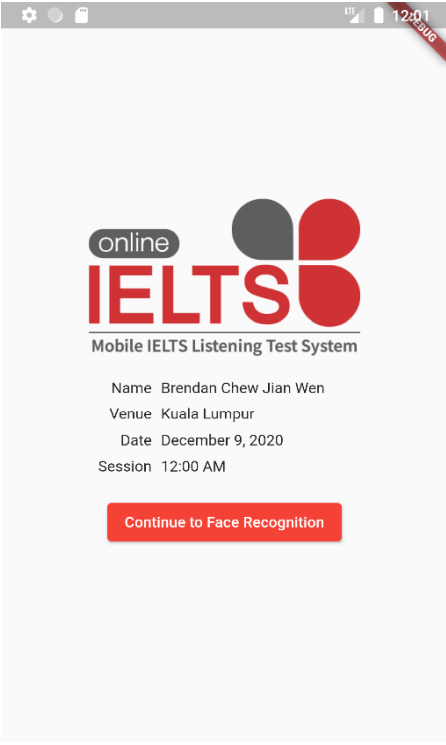 LTE 12:01
DEBUG
online
IELTS
Mobile IELTS Listening Test System
Name Brendan Chew Jian Wen
Venue Kuala Lumpur
Date December 9, 2020
Session 12:00 AM
Continue to Face Recognition